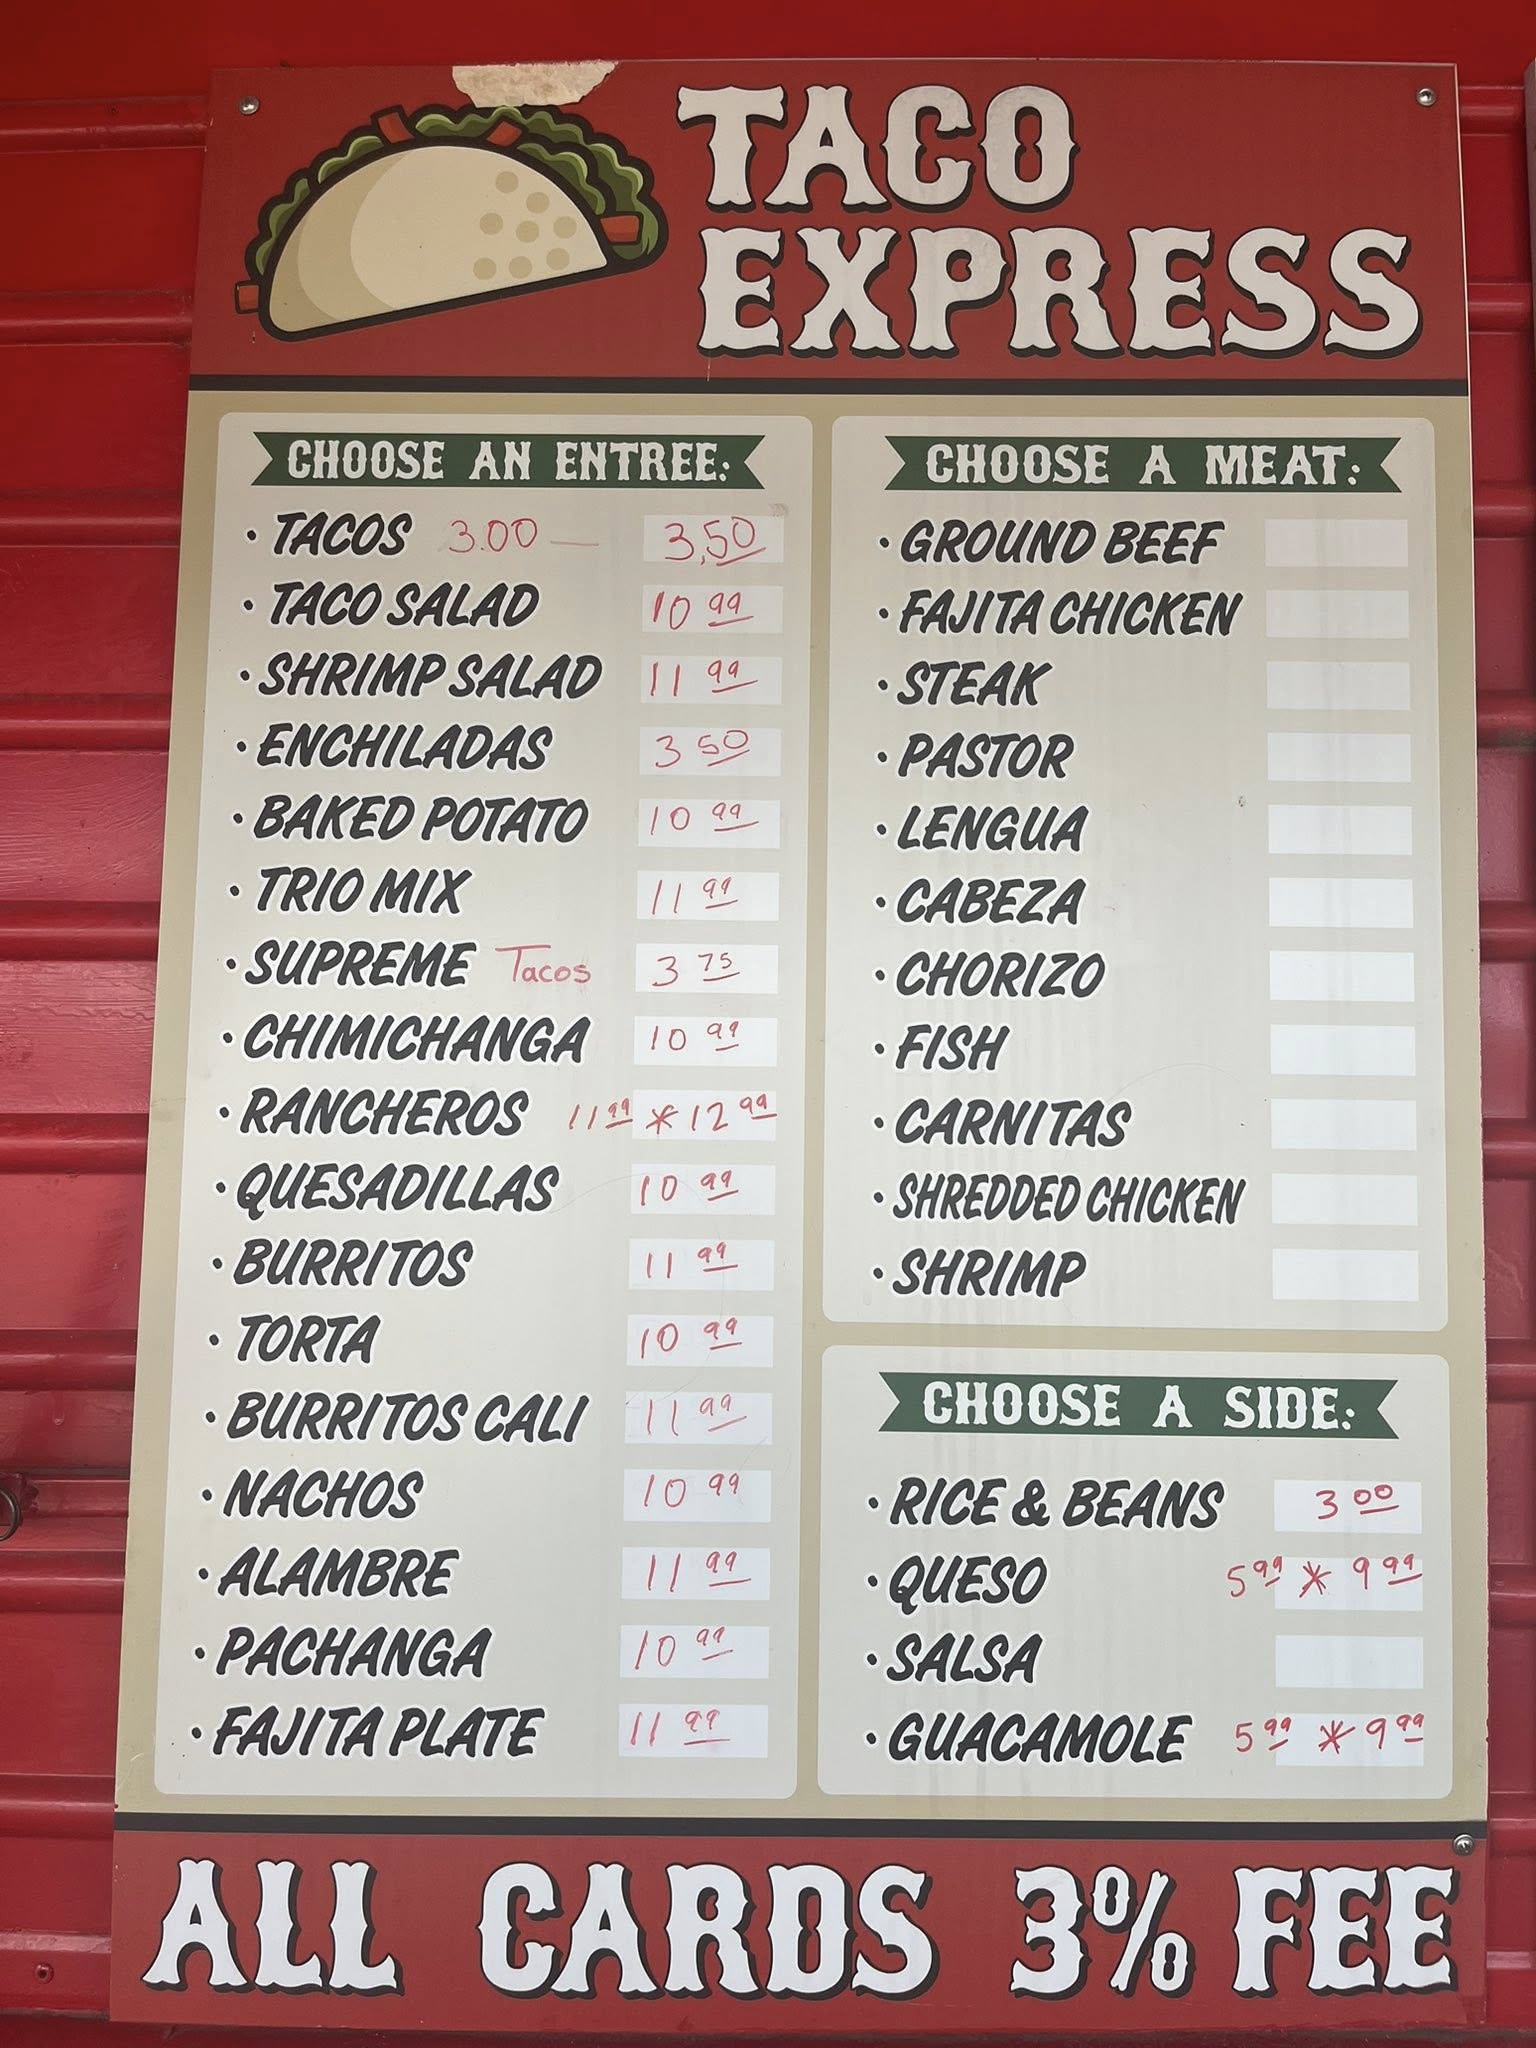 TACO
EXPRESS
CHOOSE AN ENTREE:
· TACOS 3.00 — 3.50
· TACO SALAD 10 99
· SHRIMP SALAD 11 99
· ENCHILADAS 3 50
· BAKED POTATO 10 99
· TRIO MIX 11 99
· SUPREME Tacos 3 75
· CHIMICHANGA 10 99
· RANCHEROS 11 99 * 12 99
· QUESADILLAS 10 99
· BURRITOS 11 99
· TORTA 10 99
· BURRITOS CALI 11 99
· NACHOS 10 99
· ALAMBRE 11 99
· PACHANGA 10 99
· FAJITA PLATE 11 99
CHOOSE A MEAT:
· GROUND BEEF
· FAJITA CHICKEN
· STEAK
· PASTOR
· LENGUA
· CABEZA
· CHORIZO
· FISH
· CARNITAS
· SHREDDED CHICKEN
· SHRIMP
CHOOSE A SIDE:
· RICE & BEANS 3 00
· QUESO 5 99 * 9 99
· SALSA
· GUACAMOLE 5 99 * 9 99
ALL CARDS 3% FEE